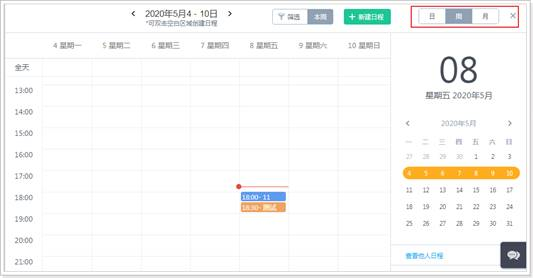 2020年5月4 - 10日
*可双击空白区域创建日程
筛选 本周
+ 新建日程
日 周 月
4 星期一 5 星期二 6 星期三 7 星期四 8 星期五 9 星期六 10 星期日
全天
13:00
14:00
15:00
16:00
17:00
18:00
19:00
20:00
21:00
18:00- 11
18:30- 测试
08
星期五 2020年5月
2020年5月
一 二 三 四 五 六 日
27 28 29 30 1 2 3
4 5 6 7 8 9 10
11 12 13 14 15 16 17
18 19 20 21 22 23 24
25 26 27 28 29 30 31
查看他人日程